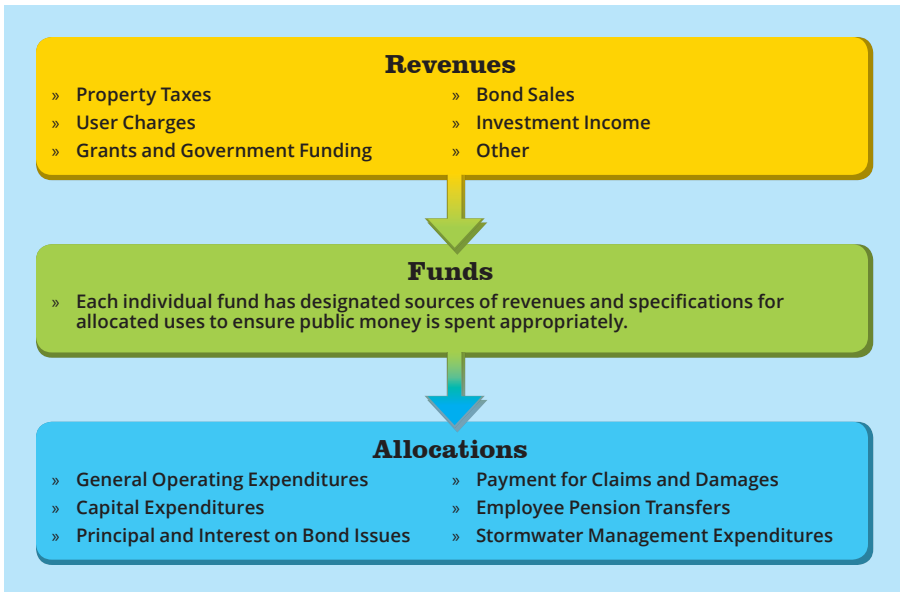 Revenues
» Property Taxes
» User Charges
» Grants and Government Funding
» Bond Sales
» Investment Income
» Other
Funds
» Each individual fund has designated sources of revenues and specifications for
allocated uses to ensure public money is spent appropriately.
Allocations
» General Operating Expenditures
» Capital Expenditures
» Principal and Interest on Bond Issues
» Payment for Claims and Damages
» Employee Pension Transfers
» Stormwater Management Expenditures